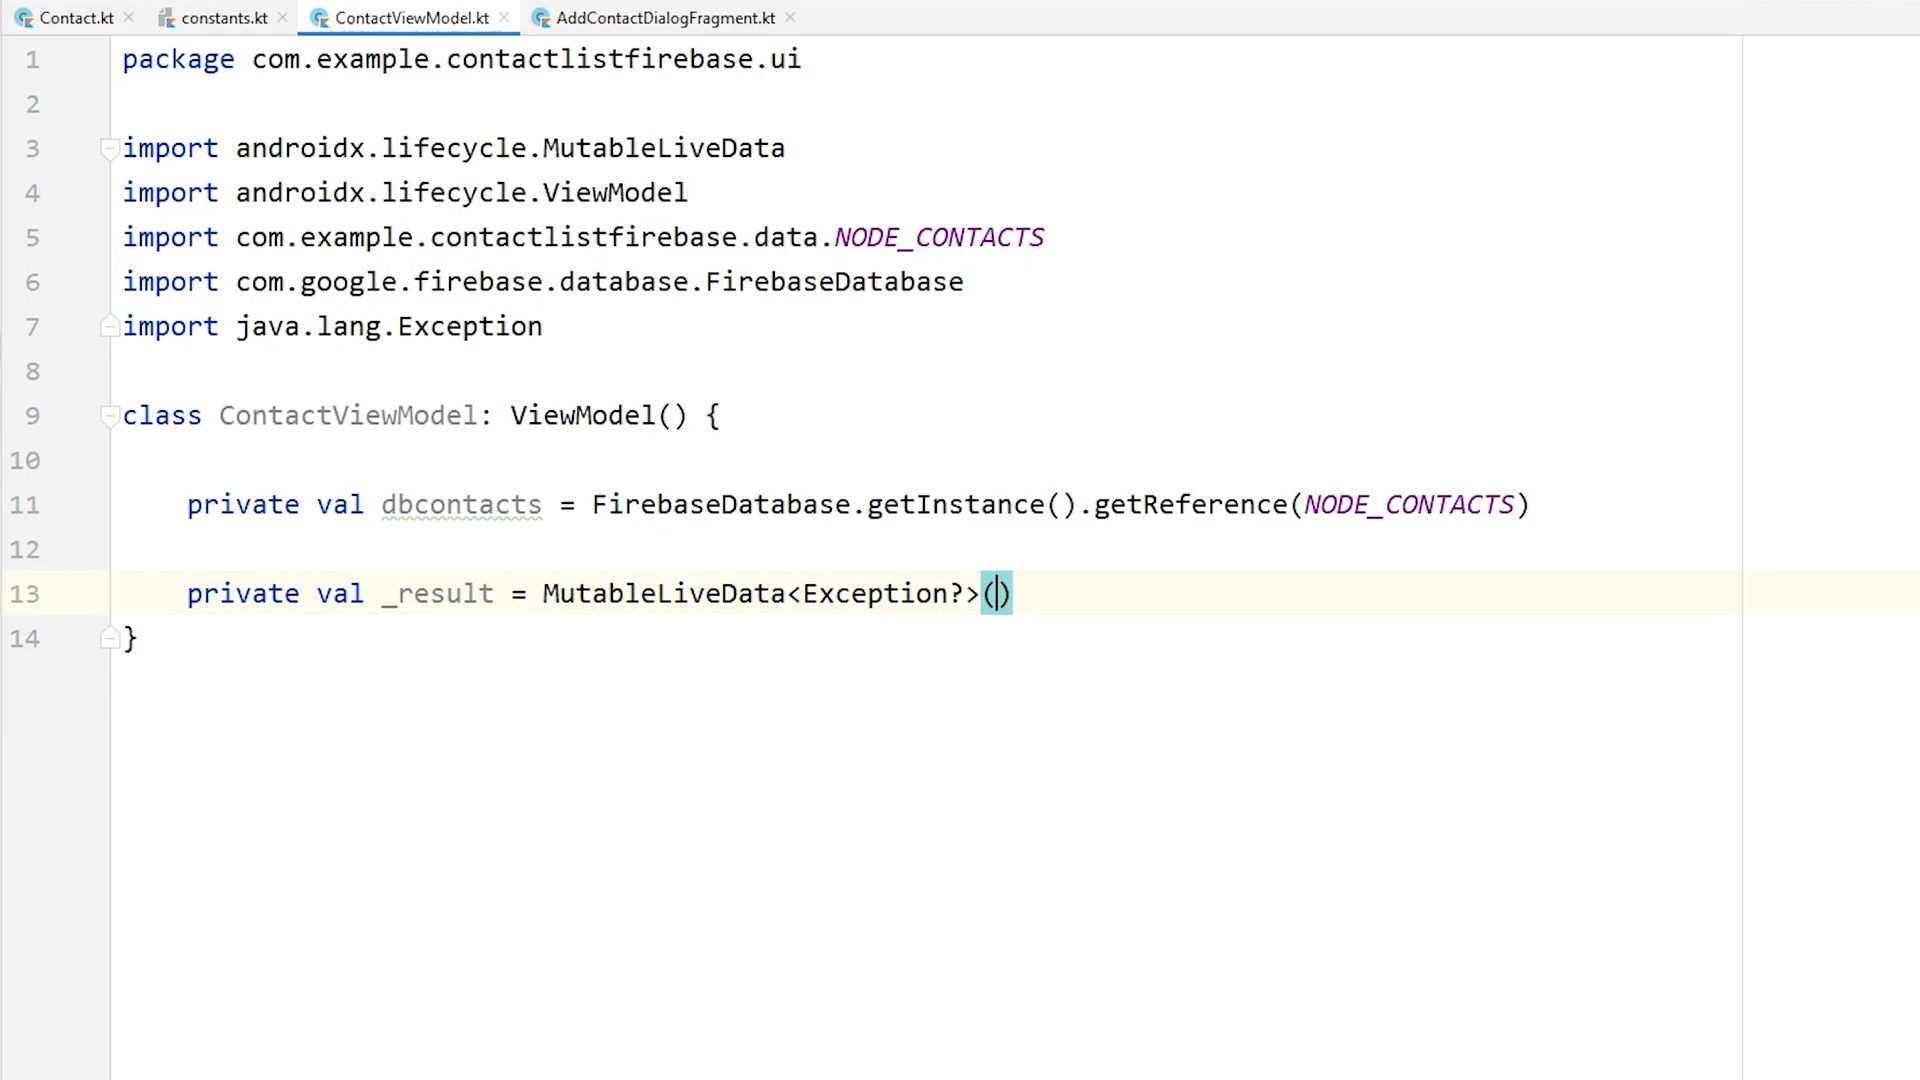 Contact.kt constants.kt ContactViewModel.kt AddContactDialogFragment.kt
1 package com.example.contactlistfirebase.ui
2
3 import androidx.lifecycle.MutableLiveData
4 import androidx.lifecycle.ViewModel
5 import com.example.contactlistfirebase.data.NODE_CONTACTS
6 import com.google.firebase.database.FirebaseDatabase
7 import java.lang.Exception
8
9 class ContactViewModel: ViewModel() {
10
11 private val dbcontacts = FirebaseDatabase.getInstance().getReference(NODE_CONTACTS)
12
13 private val _result = MutableLiveData<Exception?>()
14 }